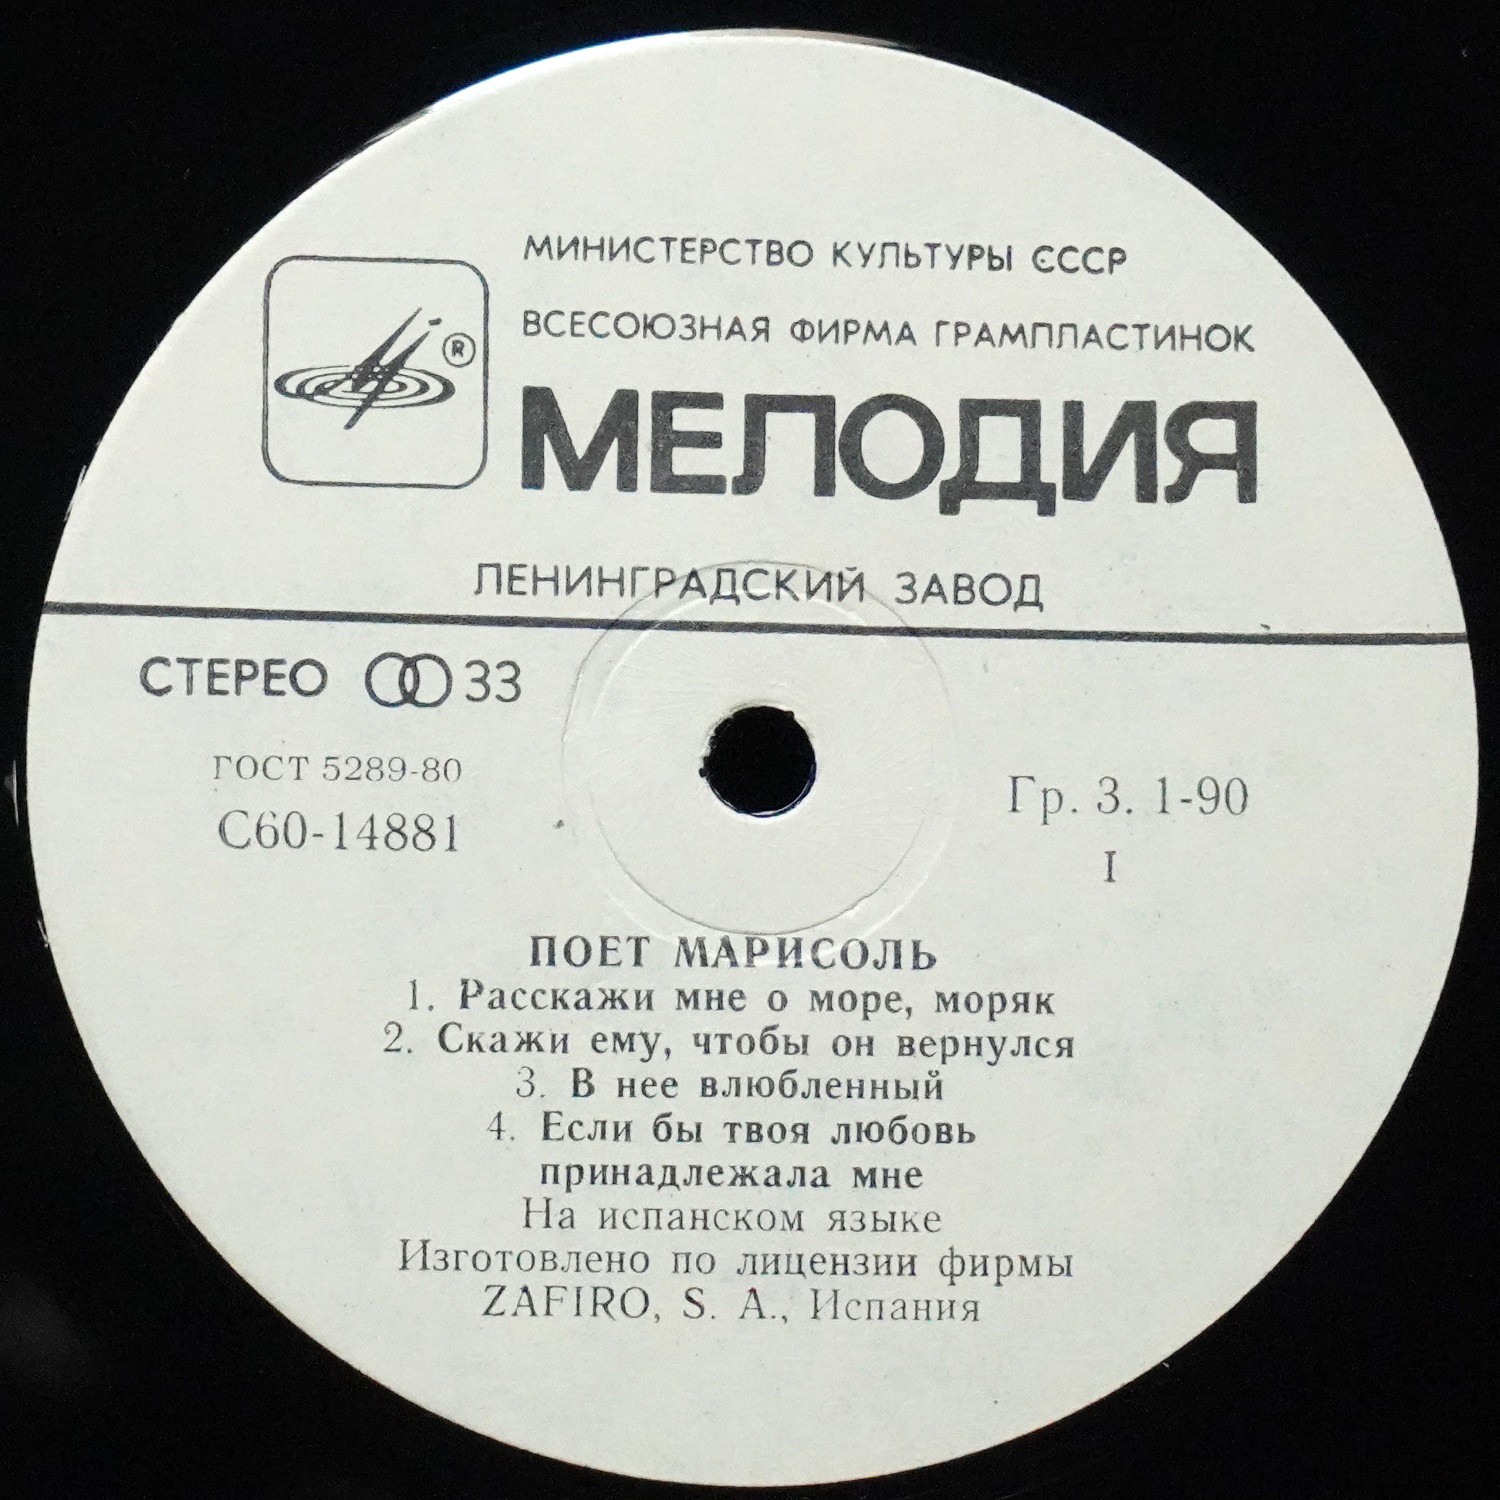 МИНИСТЕРСТВО КУЛЬТУРЫ СССР
ВСЕСОЮЗНАЯ ФИРМА ГРАМПЛАСТИНОК
®
МЕЛОДИЯ
ЛЕНИНГРАДСКИЙ ЗАВОД
СТЕРЕО 33
ГОСТ 5289-80
С60-14881
Гр. 3. 1-90
I
ПОЕТ МАРИСОЛЬ
1. Расскажи мне о море, моряк
2. Скажи ему, чтобы он вернулся
3. В нее влюбленный
4. Если бы твоя любовь
принадлежала мне
На испанском языке
Изготовлено по лицензии фирмы
ZAFIRO, S. A., Испания